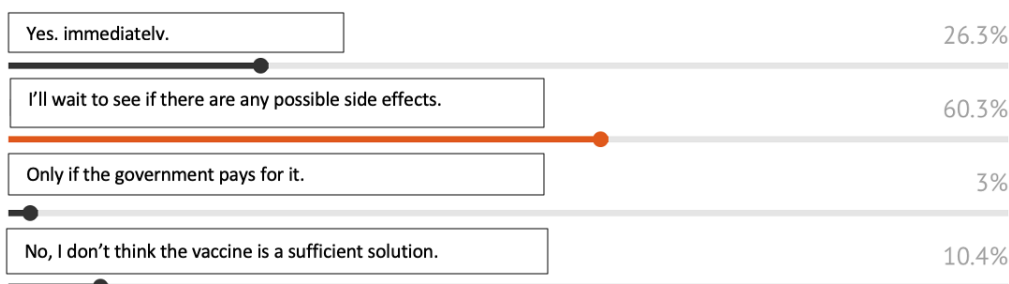 Yes. immediately.
26.3%
I'll wait to see if there are any possible side effects.
60.3%
Only if the government pays for it.
3%
No, I don't think the vaccine is a sufficient solution.
10.4%